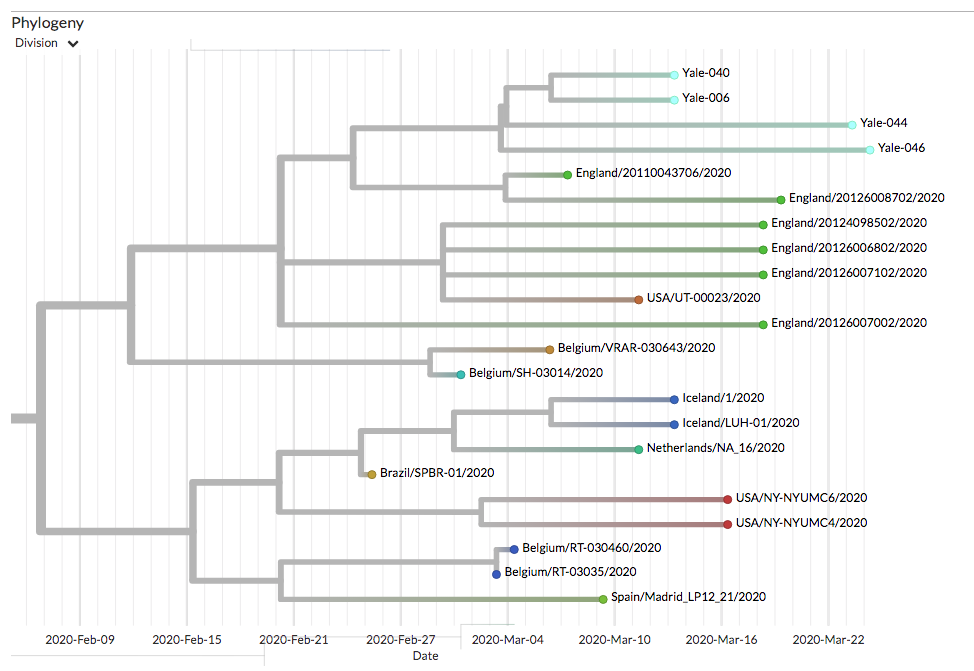 Phylogeny
Division
Yale-040
Yale-006
Yale-044
Yale-046
England/20110043706/2020
England/20126008702/2020
England/20124098502/2020
England/20126006802/2020
England/20126007102/2020
USA/UT-00023/2020
England/20126007002/2020
Belgium/VRAR-030643/2020
Belgium/SH-03014/2020
Iceland/1/2020
Iceland/LUH-01/2020
Netherlands/NA_16/2020
Brazil/SPBR-01/2020
USA/NY-NYUMC6/2020
USA/NY-NYUMC4/2020
Belgium/RT-030460/2020
Belgium/RT-03035/2020
Spain/Madrid_LP12_21/2020
2020-Feb-09 2020-Feb-15 2020-Feb-21 2020-Feb-27 2020-Mar-04 2020-Mar-10 2020-Mar-16 2020-Mar-22
Date